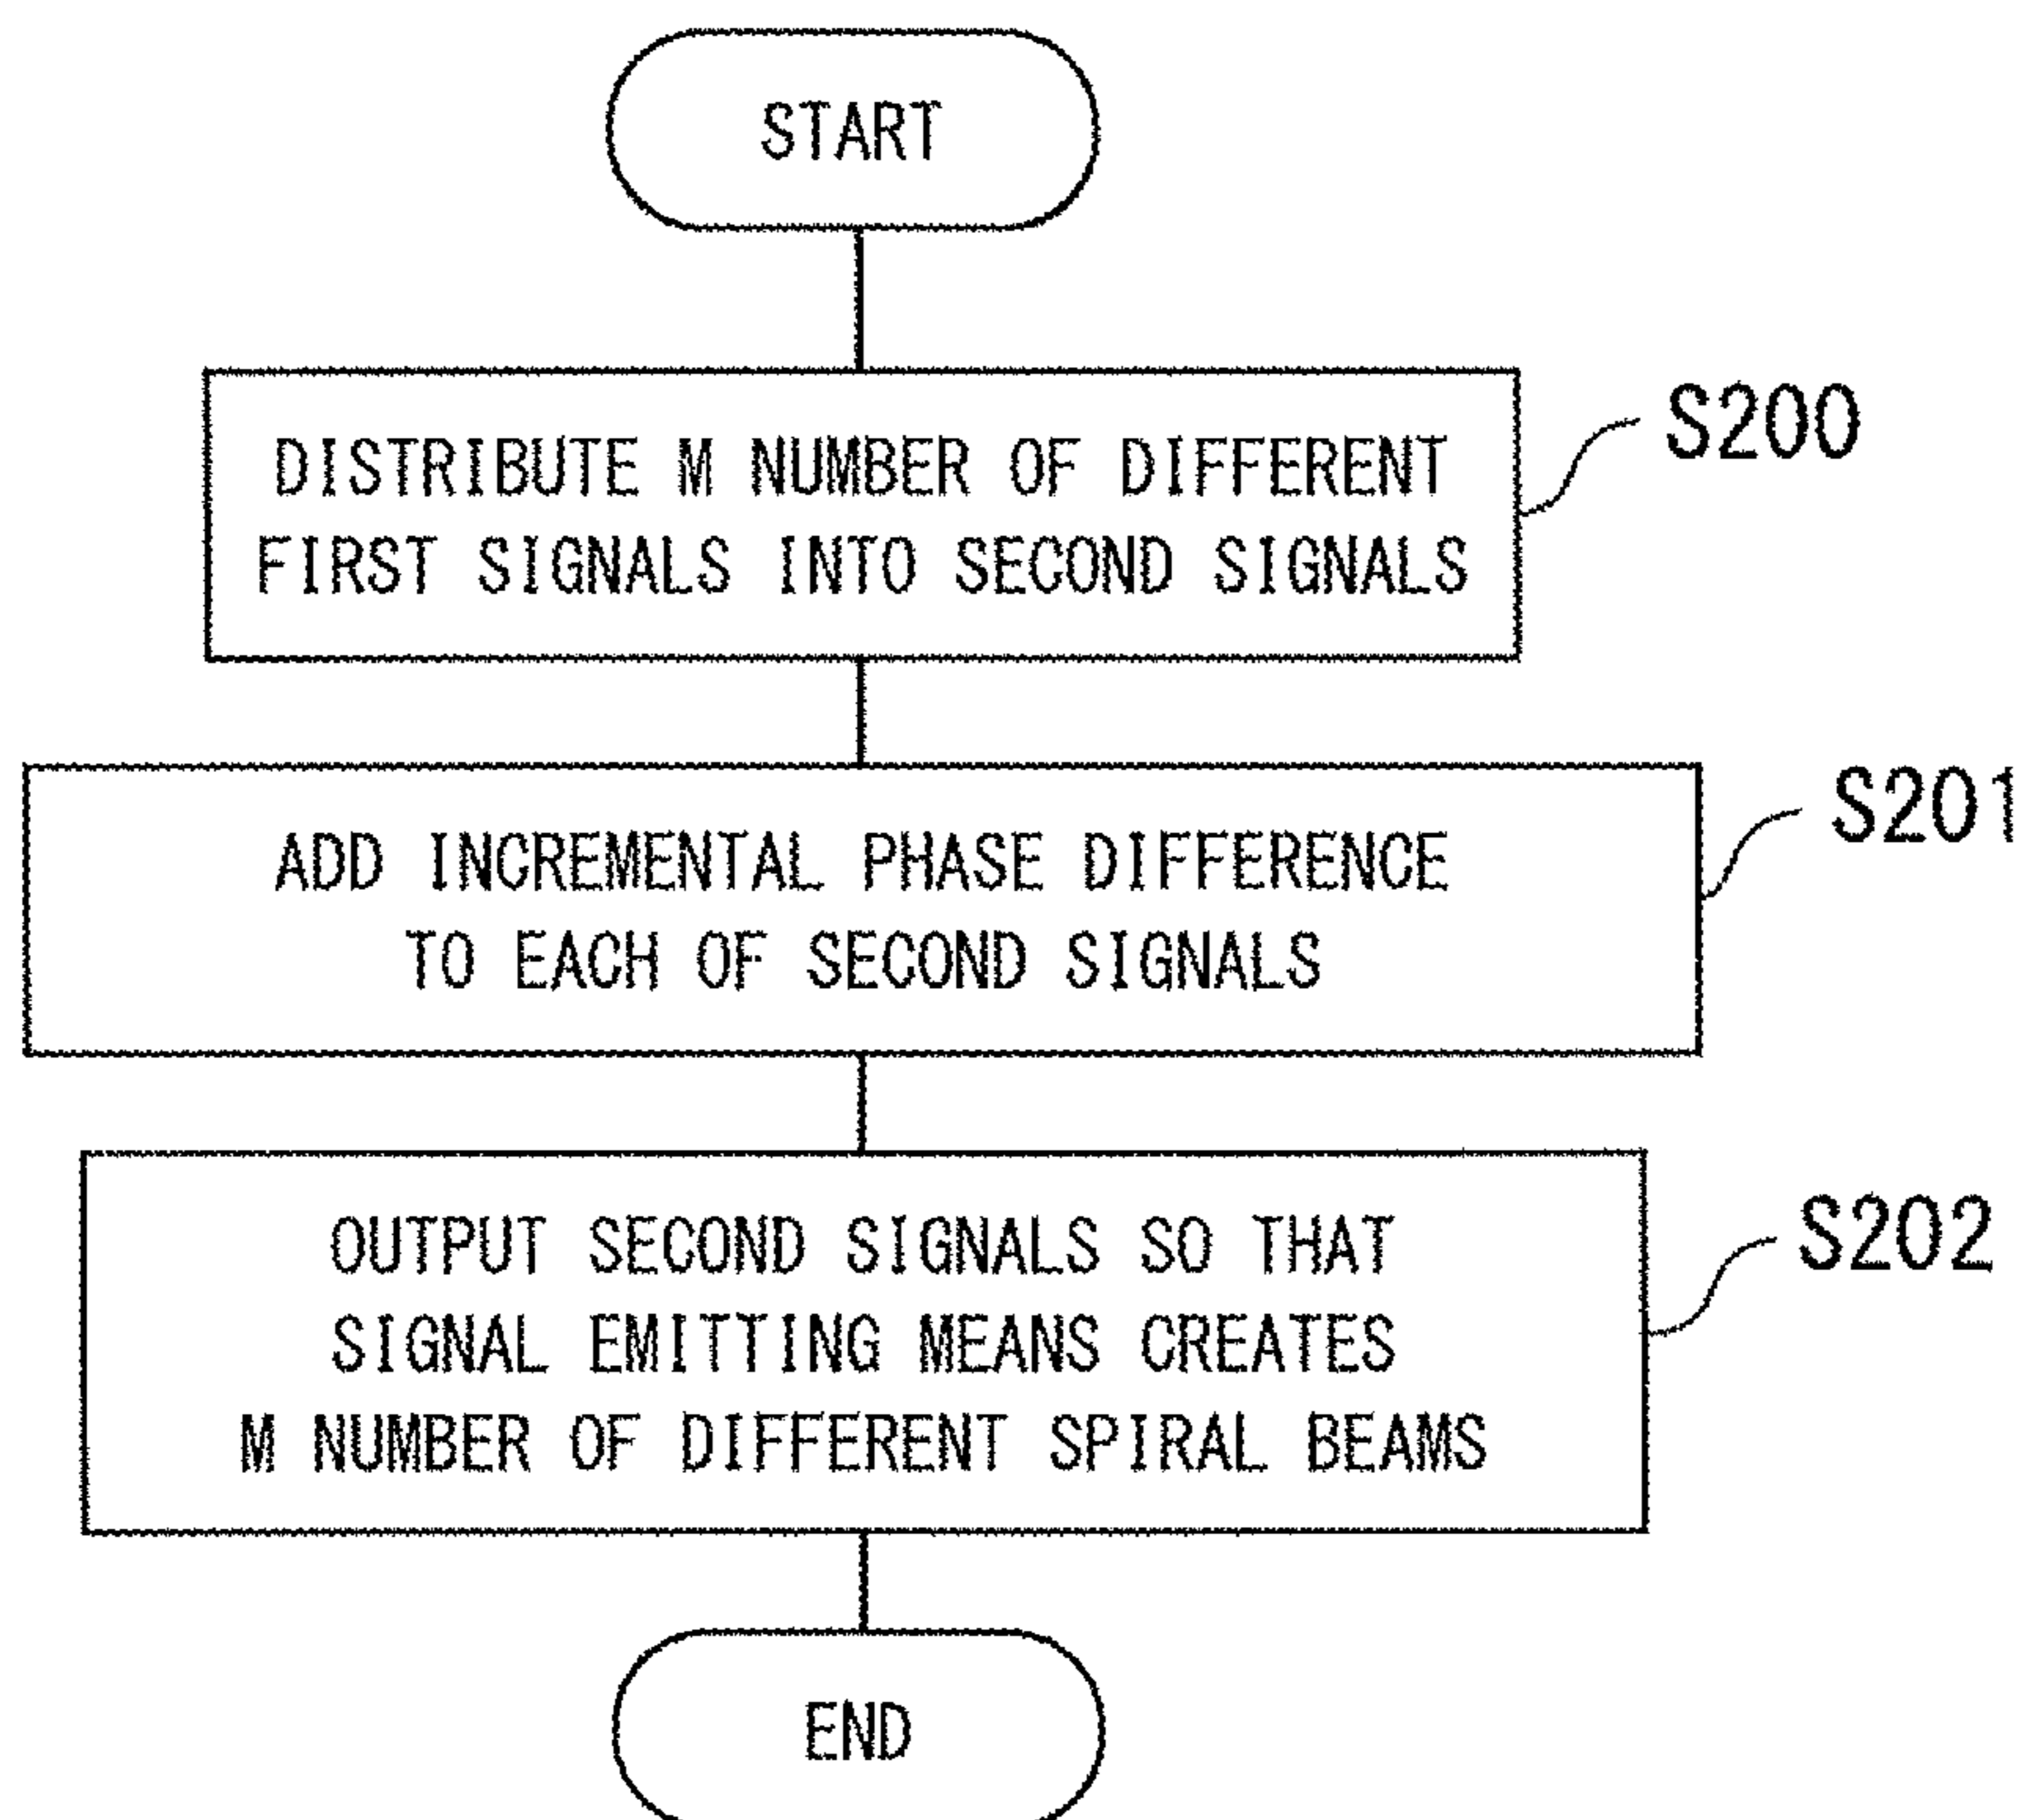 START
DISTRIBUTE M NUMBER OF DIFFERENT
FIRST SIGNALS INTO SECOND SIGNALS
S200
ADD INCREMENTAL PHASE DIFFERENCE
TO EACH OF SECOND SIGNALS
S201
OUTPUT SECOND SIGNALS SO THAT
SIGNAL EMITTING MEANS CREATES
M NUMBER OF DIFFERENT SPIRAL BEAMS
S202
END